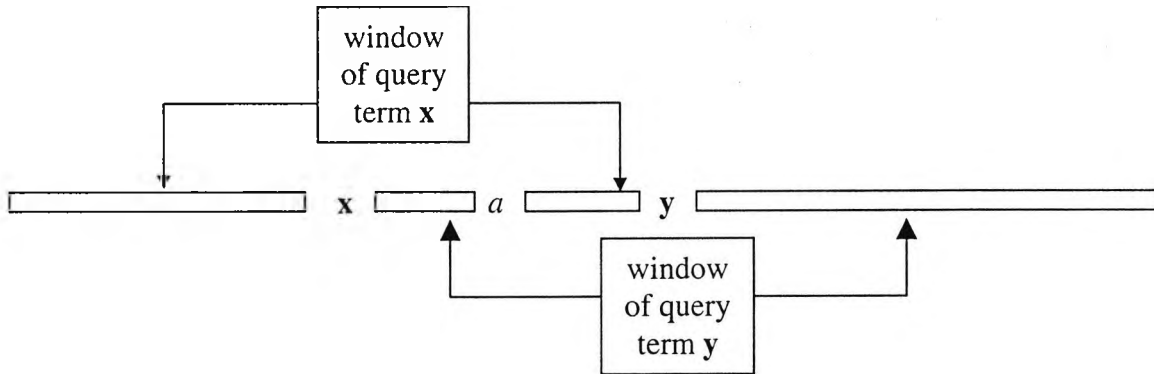 window
of query
term x
x a y
window
of query
term y